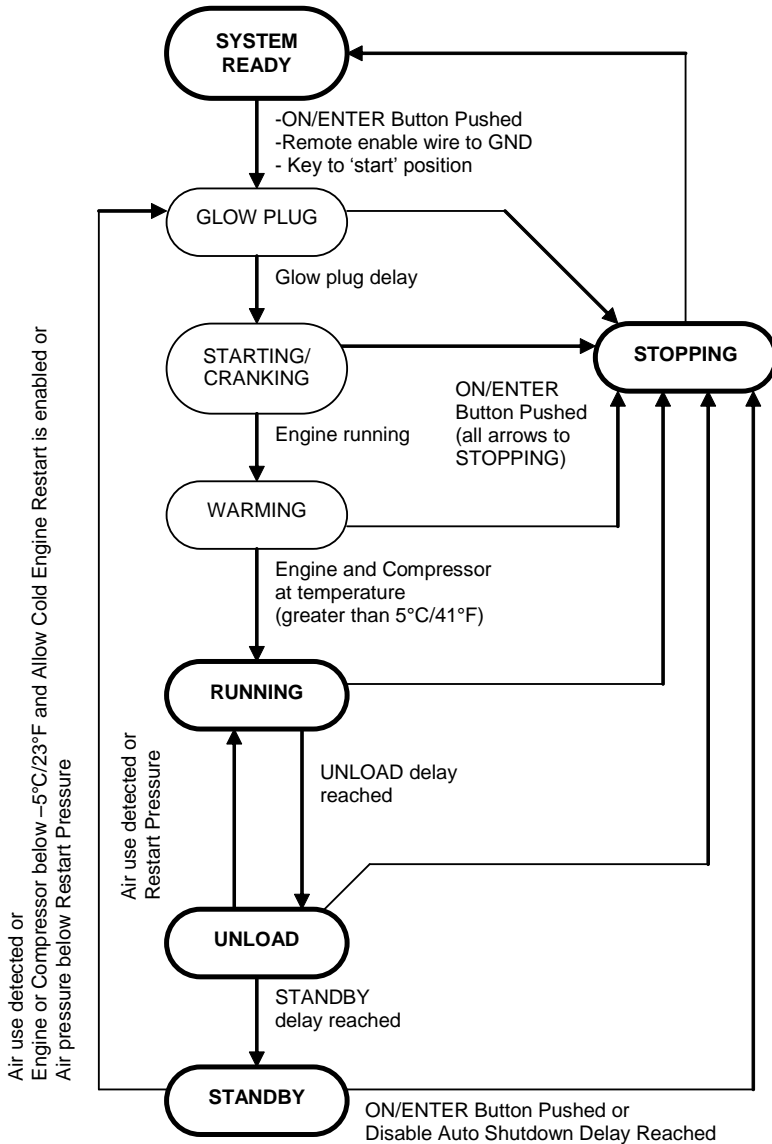 SYSTEM
READY
-ON/ENTER Button Pushed
-Remote enable wire to GND
- Key to ‘start’ position
GLOW PLUG
Glow plug delay
STARTING/
CRANKING
STOPPING
ON/ENTER
Button Pushed
(all arrows to
STOPPING)
Engine running
WARMING
Engine and Compressor
at temperature
(greater than 5°C/41°F)
RUNNING
Air use detected or
Restart Pressure
UNLOAD delay
reached
UNLOAD
STANDBY
delay reached
STANDBY
ON/ENTER Button Pushed or
Disable Auto Shutdown Delay Reached
Air use detected or
Engine or Compressor below –5°C/23°F and Allow Cold Engine Restart is enabled or
Air pressure below Restart Pressure